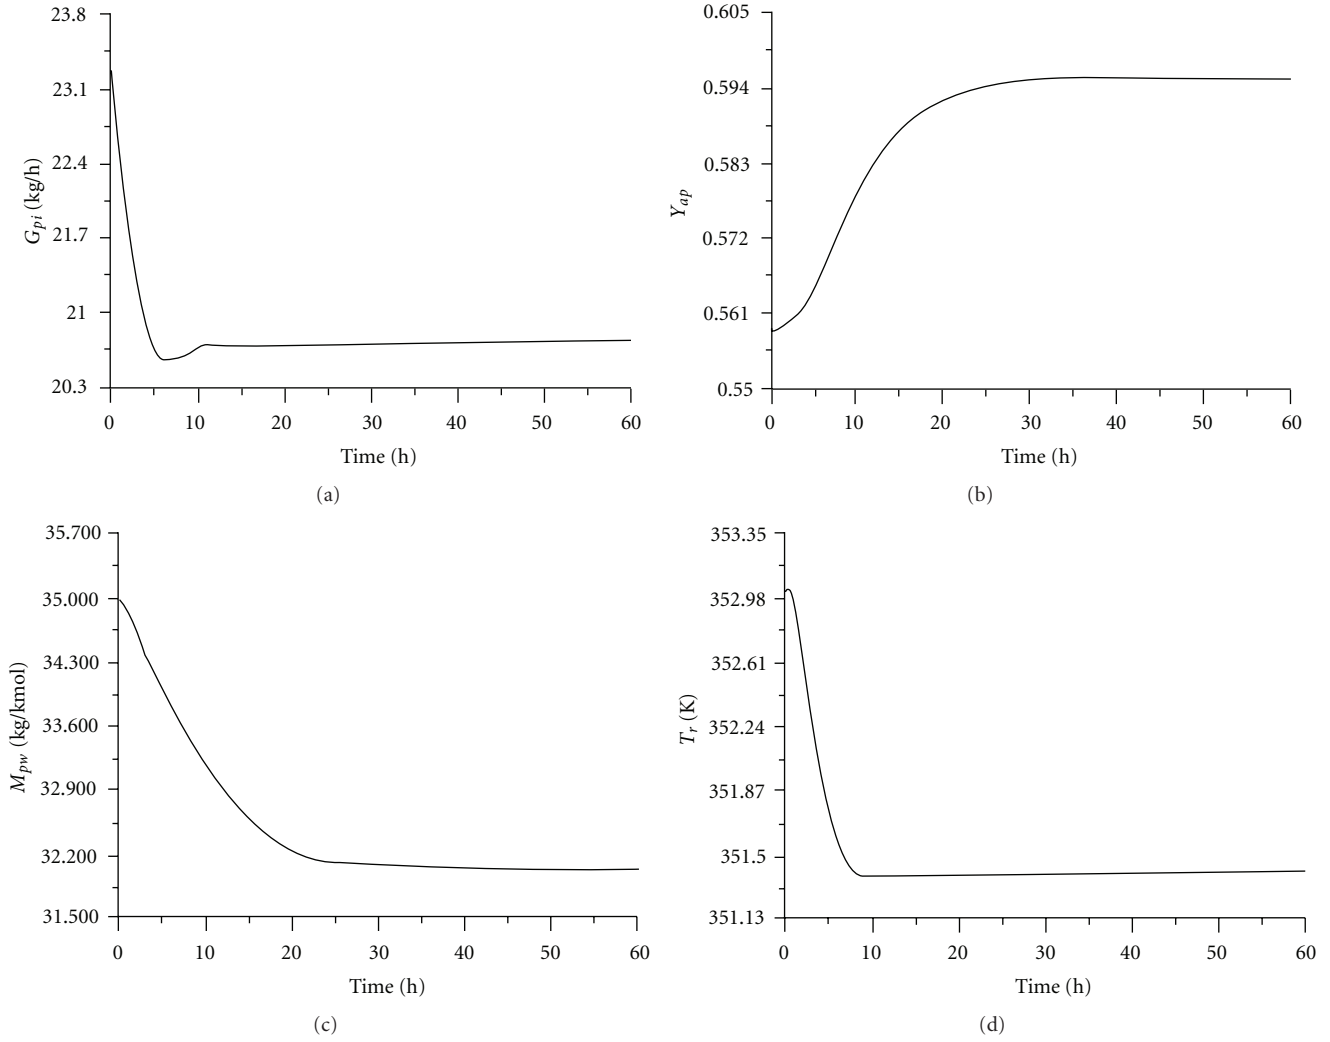 23.8
23.1
22.4
21.7
21
20.3
G_pi (kg/h)
0 10 20 30 40 50 60
Time (h)
(a)
0.605
0.594
0.583
0.572
0.561
0.55
Y_ap
0 10 20 30 40 50 60
Time (h)
(b)
35.700
35.000
34.300
33.600
32.900
32.200
31.500
M_pw (kg/kmol)
0 10 20 30 40 50 60
Time (h)
(c)
353.35
352.98
352.61
352.24
351.87
351.5
351.13
T_r (K)
0 10 20 30 40 50 60
Time (h)
(d)